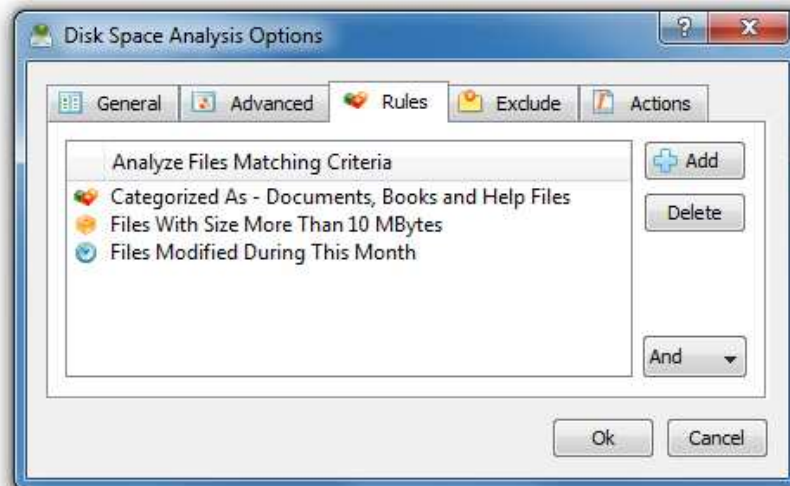 Disk Space Analysis Options
General Advanced Rules Exclude Actions
Analyze Files Matching Criteria
Categorized As - Documents, Books and Help Files
Files With Size More Than 10 MBytes
Files Modified During This Month
Add
Delete
And
Ok Cancel